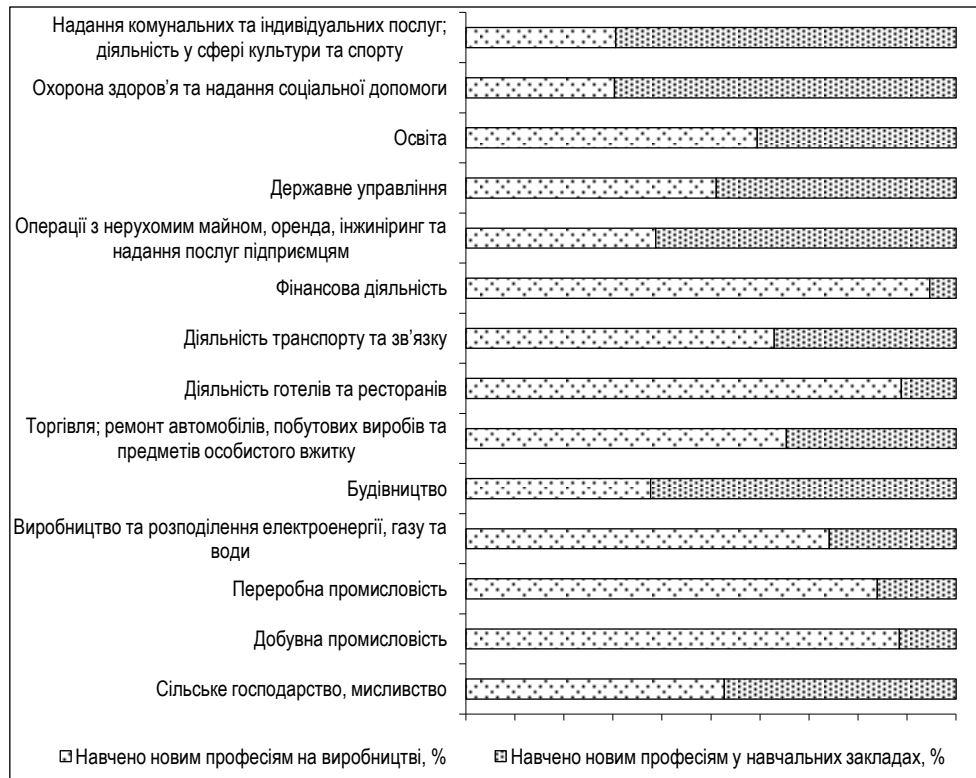 Надання комунальних та індивідуальних послуг;
діяльність у сфері культури та спорту
Охорона здоров’я та надання соціальної допомоги
Освіта
Державне управління
Операції з нерухомим майном, оренда, інжиніринг та
надання послуг підприємцям
Фінансова діяльність
Діяльність транспорту та зв’язку
Діяльність готелів та ресторанів
Торгівля; ремонт автомобілів, побутових виробів та
предметів особистого вжитку
Будівництво
Виробництво та розподілення електроенергії, газу та
води
Переробна промисловість
Добувна промисловість
Сільське господарство, мисливство
Навчено новим професіям на виробництві, % Навчено новим професіям у навчальних закладах, %